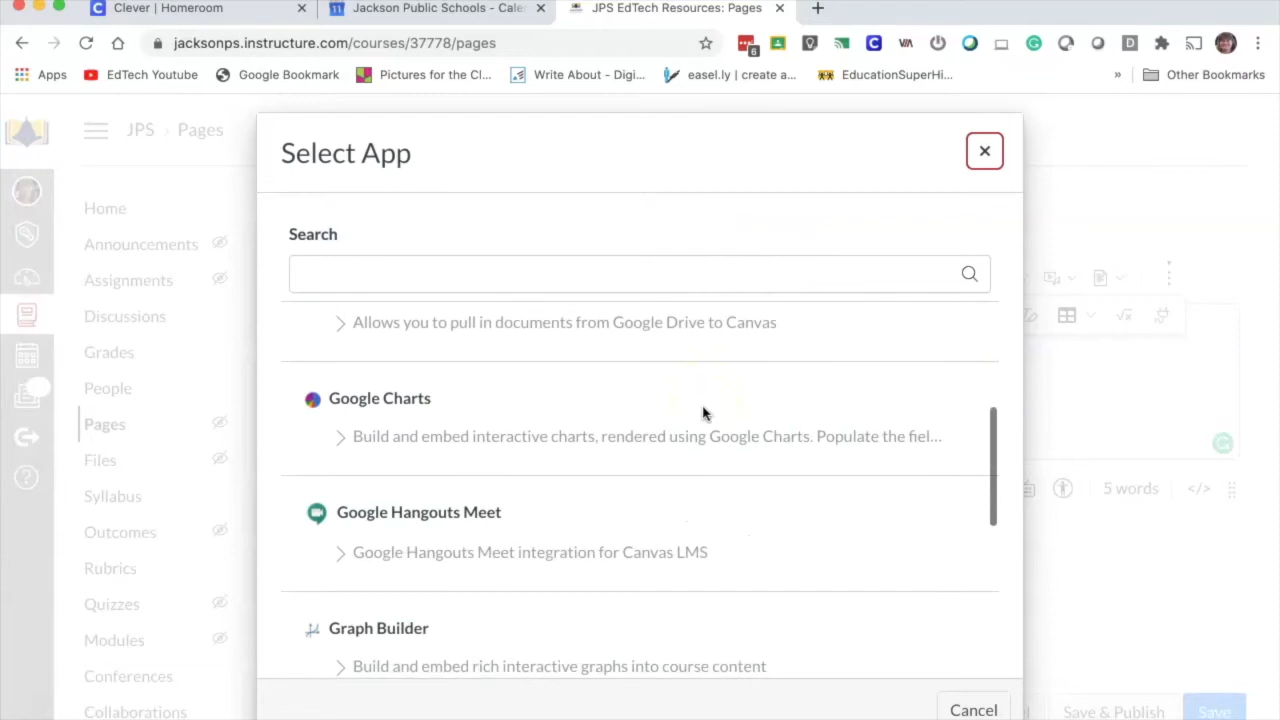 Clever | Homeroom
Jackson Public Schools - Cale
JPS EdTech Resources: Pages
jacksonps.instructure.com/courses/37778/pages
6
Apps
EdTech Youtube
Google Bookmark
Pictures for the Cl...
Write About - Digi...
easel.ly | create a...
EducationSuperHi...
»
Other Bookmarks
JPS › Pages
Select App
Home
Announcements
Assignments
Discussions
Grades
People
Pages
Files
Syllabus
Outcomes
Rubrics
Quizzes
Modules
Conferences
Collaborations
Search
Allows you to pull in documents from Google Drive to Canvas
Google Charts
Build and embed interactive charts, rendered using Google Charts. Populate the fiel...
Google Hangouts Meet
Google Hangouts Meet integration for Canvas LMS
Graph Builder
Build and embed rich interactive graphs into course content
Cancel
5 words
</>
Save & Publish
Save